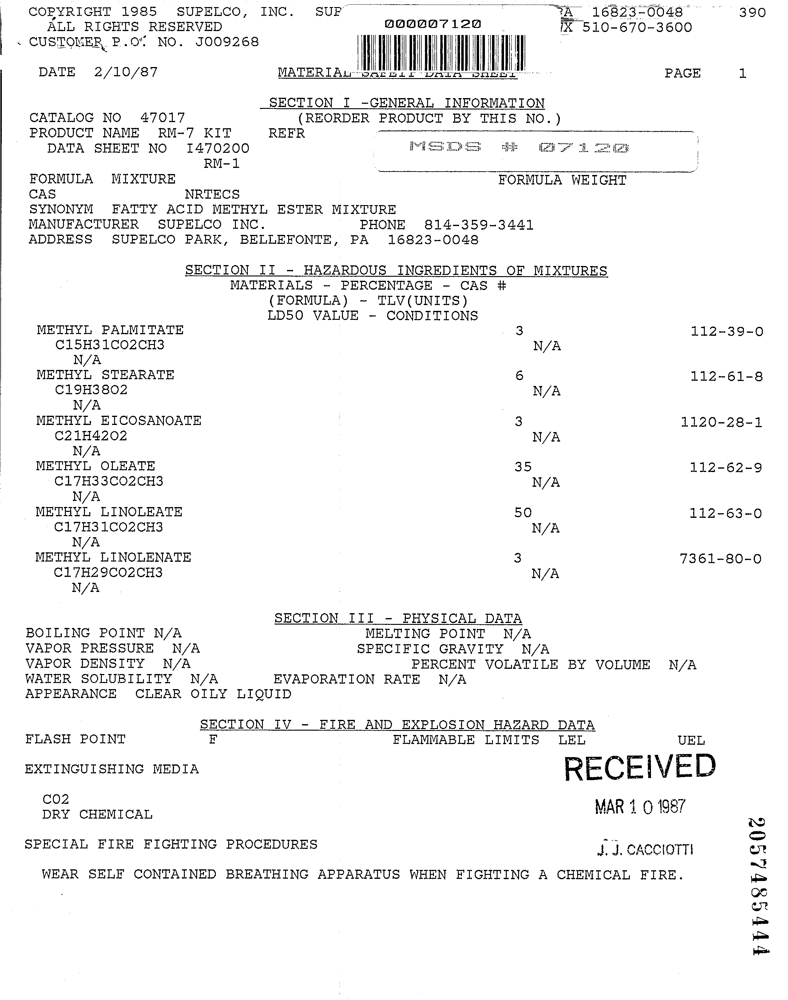 COPYRIGHT 1985 SUPELCO, INC. SUP 000007120 PA 16823-0048 390
ALL RIGHTS RESERVED 510-670-3600
CUSTOMER P.O. NO. J009268
DATE 2/10/87 MATERIAL SAFETY DATA SHEET PAGE 1
SECTION I -GENERAL INFORMATION
CATALOG NO 47017 (REORDER PRODUCT BY THIS NO.)
PRODUCT NAME RM-7 KIT REFR
DATA SHEET NO I470200 MSDS # 07120
RM-1
FORMULA MIXTURE FORMULA WEIGHT
CAS NRTECS
SYNONYM FATTY ACID METHYL ESTER MIXTURE
MANUFACTURER SUPELCO INC. PHONE 814-359-3441
ADDRESS SUPELCO PARK, BELLEFONTE, PA 16823-0048
SECTION II - HAZARDOUS INGREDIENTS OF MIXTURES
MATERIALS - PERCENTAGE - CAS #
(FORMULA) - TLV(UNITS)
LD50 VALUE - CONDITIONS
METHYL PALMITATE 3 112-39-0
C15H31CO2CH3 N/A
N/A
METHYL STEARATE 6 112-61-8
C19H38O2 N/A
N/A
METHYL EICOSANOATE 3 1120-28-1
C21H42O2 N/A
N/A
METHYL OLEATE 35 112-62-9
C17H33CO2CH3 N/A
N/A
METHYL LINOLEATE 50 112-63-0
C17H31CO2CH3 N/A
N/A
METHYL LINOLENATE 3 7361-80-0
C17H29CO2CH3 N/A
N/A
SECTION III - PHYSICAL DATA
BOILING POINT N/A MELTING POINT N/A
VAPOR PRESSURE N/A SPECIFIC GRAVITY N/A
VAPOR DENSITY N/A PERCENT VOLATILE BY VOLUME N/A
WATER SOLUBILITY N/A EVAPORATION RATE N/A
APPEARANCE CLEAR OILY LIQUID
SECTION IV - FIRE AND EXPLOSION HAZARD DATA
FLASH POINT F FLAMMABLE LIMITS LEL UEL
EXTINGUISHING MEDIA RECEIVED
CO2
DRY CHEMICAL MAR 10 1987
SPECIAL FIRE FIGHTING PROCEDURES J. J. CACCIOTTI
WEAR SELF CONTAINED BREATHING APPARATUS WHEN FIGHTING A CHEMICAL FIRE.
2057485444